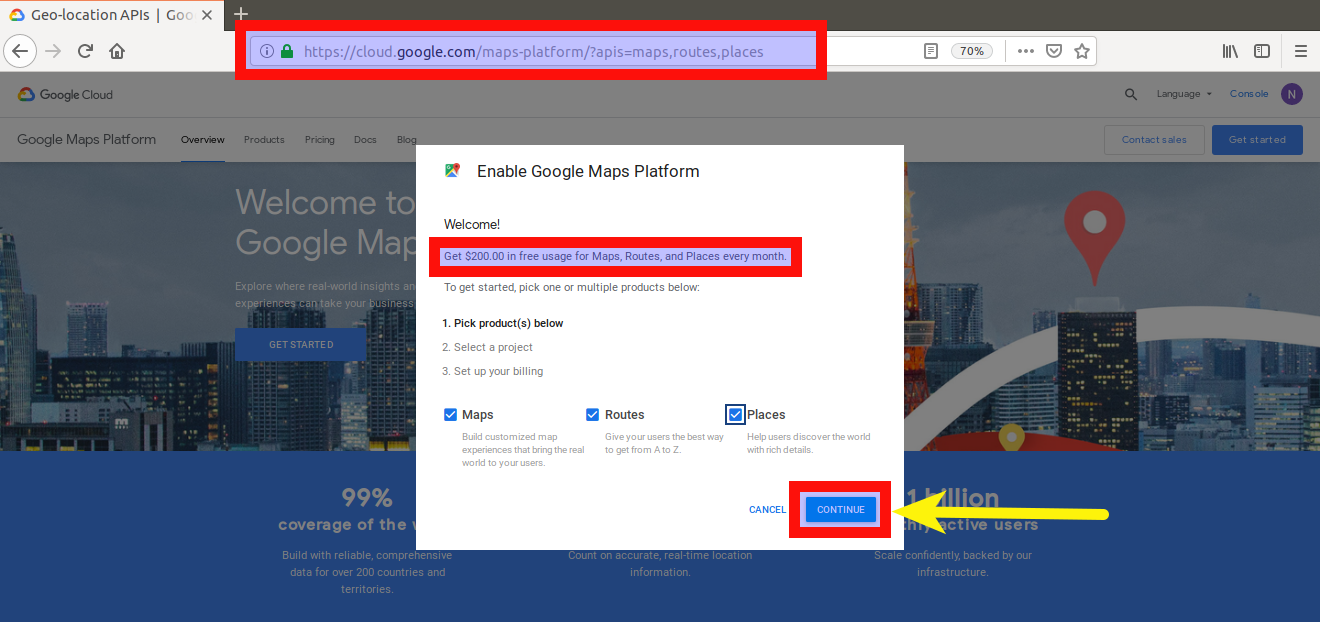 Geo-location APIs | Goo
https://cloud.google.com/maps-platform/?apis=maps,routes,places
70%
Google Cloud
Language
Console
N
Google Maps Platform
Overview
Products
Pricing
Docs
Blog
Contact sales
Get started
Welcome to
Google Map
Explore where real-world insights an
experiences can take your business
GET STARTED
Enable Google Maps Platform
Welcome!
Get $200.00 in free usage for Maps, Routes, and Places every month.
To get started, pick one or multiple products below:
1. Pick product(s) below
2. Select a project
3. Set up your billing
Maps
Build customized map
experiences that bring the real
world to your users.
Routes
Give your users the best way
to get from A to Z.
Places
Help users discover the world
with rich details.
CANCEL
CONTINUE
99%
coverage of the w
Build with reliable, comprehensive
data for over 200 countries and
territories.
Count on accurate, real-time location
information.
1 billion
active users
Scale confidently, backed by our
infrastructure.